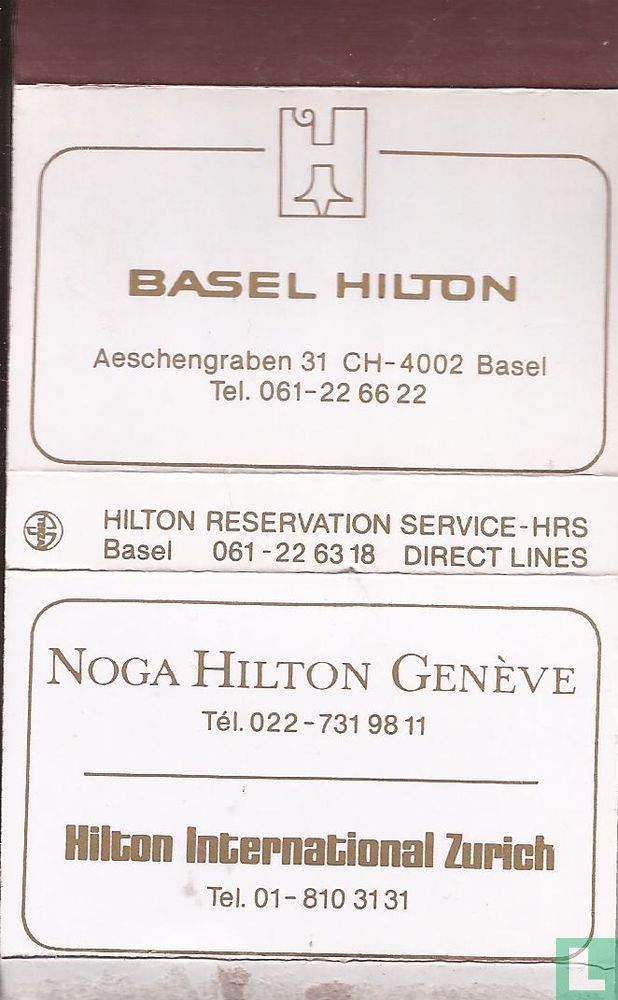 BASEL HILTON
Aeschengraben 31 CH-4002 Basel
Tel. 061-22 66 22
HILTON RESERVATION SERVICE-HRS
Basel 061-22 63 18 DIRECT LINES
NOGA HILTON GENÈVE
Tél. 022-731 98 11
Hilton International Zurich
Tel. 01-810 31 31